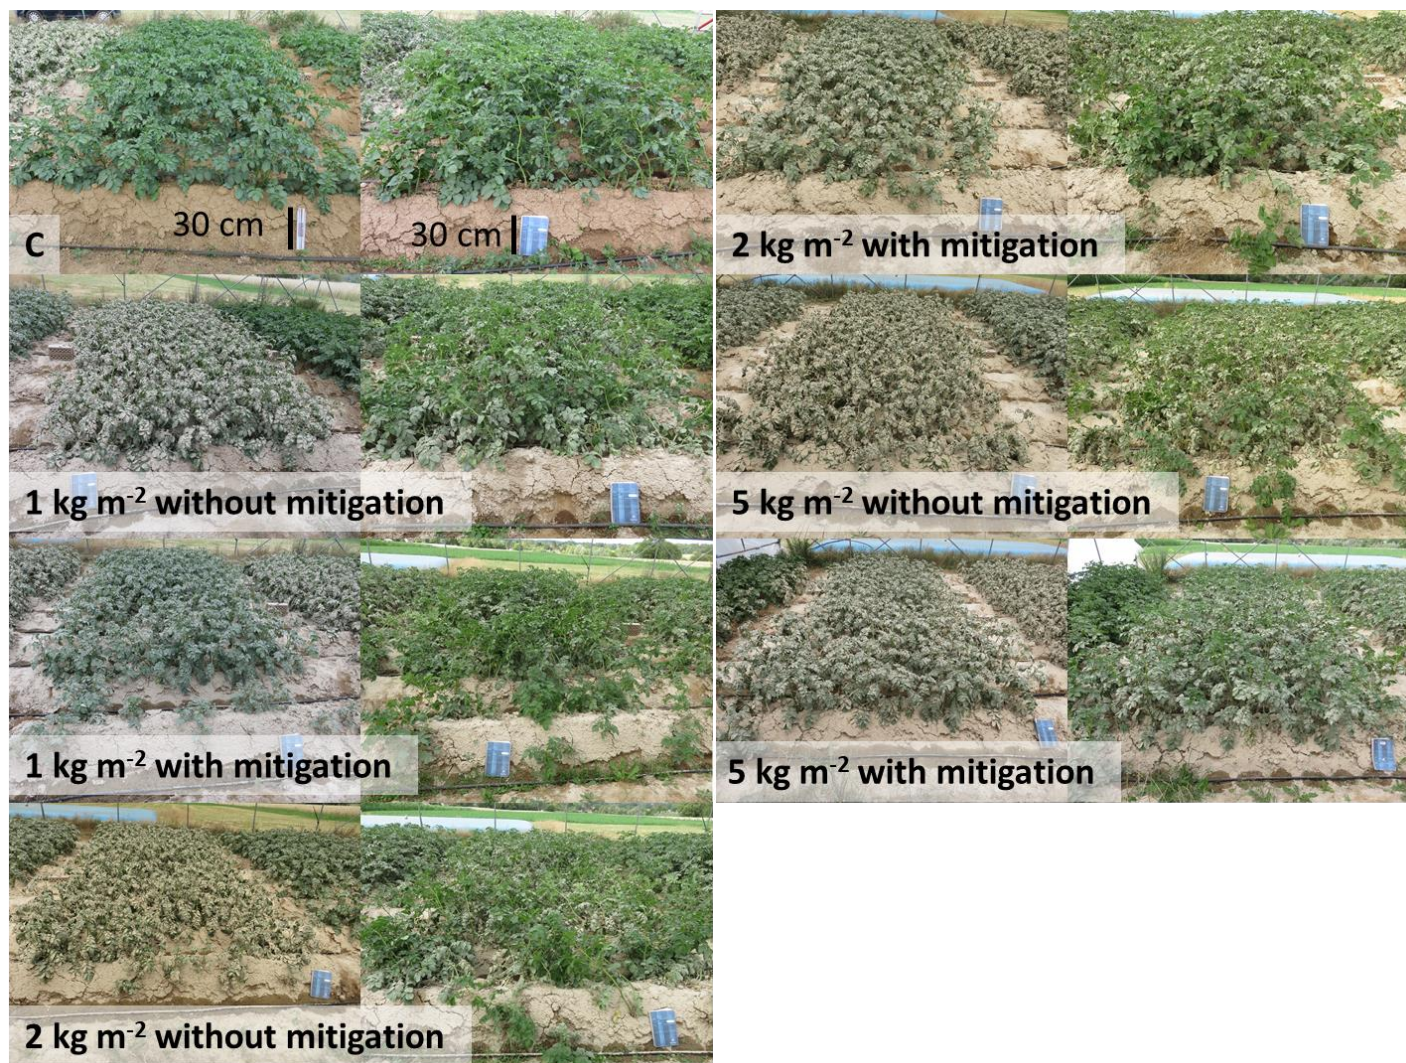 30 cm
30 cm
C
1 kg m-2 without mitigation
1 kg m-2 with mitigation
2 kg m-2 without mitigation
2 kg m-2 with mitigation
5 kg m-2 without mitigation
5 kg m-2 with mitigation